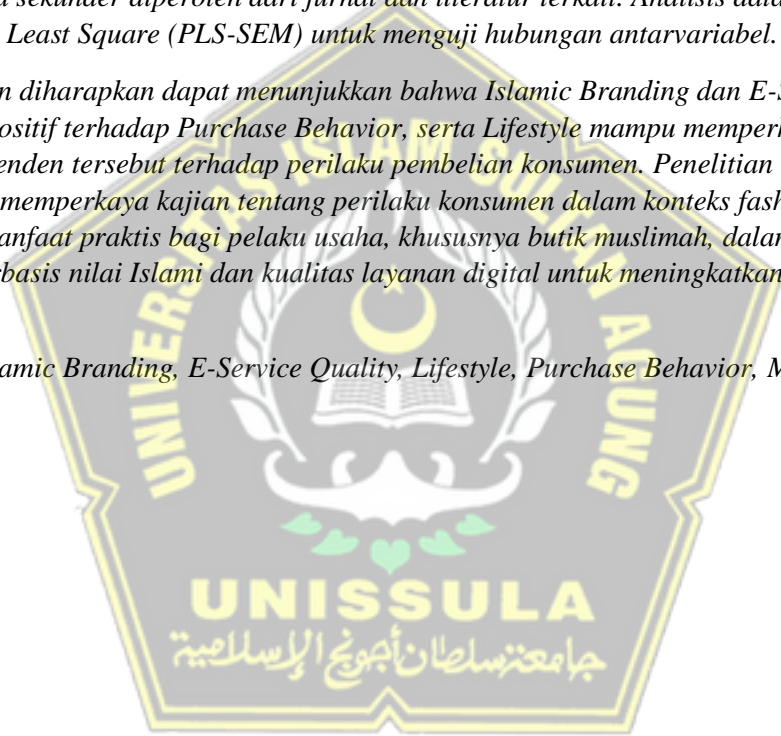 sekunder diperoleh dari jurnal dan literatur terkait. Analisis data
Least Square (PLS-SEM) untuk menguji hubungan antarvariabel.
n diharapkan dapat menunjukkan bahwa Islamic Branding dan E-S
ositif terhadap Purchase Behavior, serta Lifestyle mampu memperk
enden tersebut terhadap perilaku pembelian konsumen. Penelitian
memperkaya kajian tentang perilaku konsumen dalam konteks fash
anfaat praktis bagi pelaku usaha, khususnya butik muslimah, dalam
rbasis nilai Islami dan kualitas layanan digital untuk meningkatkan
amic Branding, E-Service Quality, Lifestyle, Purchase Behavior, M
UNIVERSITAS ISLAM SULTAN AGUNG
UNISSULA
جامعنسلطان أجونج الإسلامية